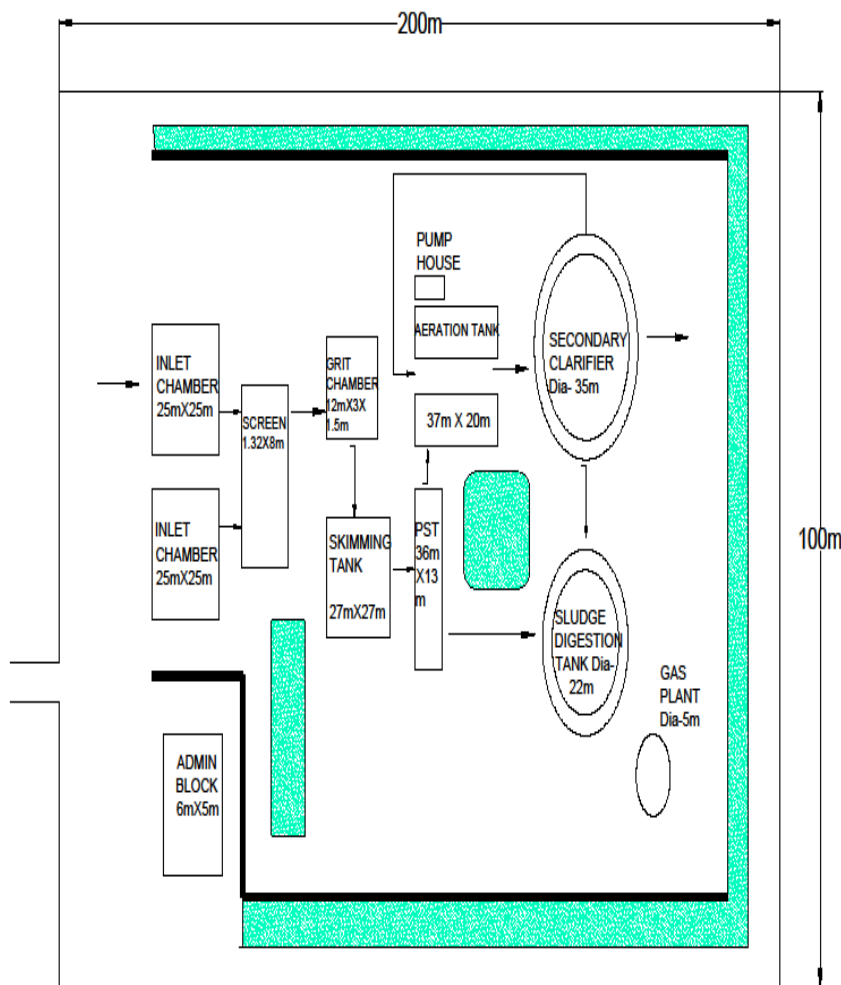 200m
PUMP
HOUSE
AERATION TANK
INLET
CHAMBER
25mX25m
GRIT
CHAMBER
12mX3X
1.5m
SECONDARY
CLARIFIER
Dia- 35m
SCREEN
1.32X8m
37m X 20m
INLET
CHAMBER
25mX25m
SKIMMING
TANK
27mX27m
PST
36m
X13
m
100m
SLUDGE
DIGESTION
TANK Dia-
22m
GAS
PLANT
Dia-5m
ADMIN
BLOCK
6mX5m